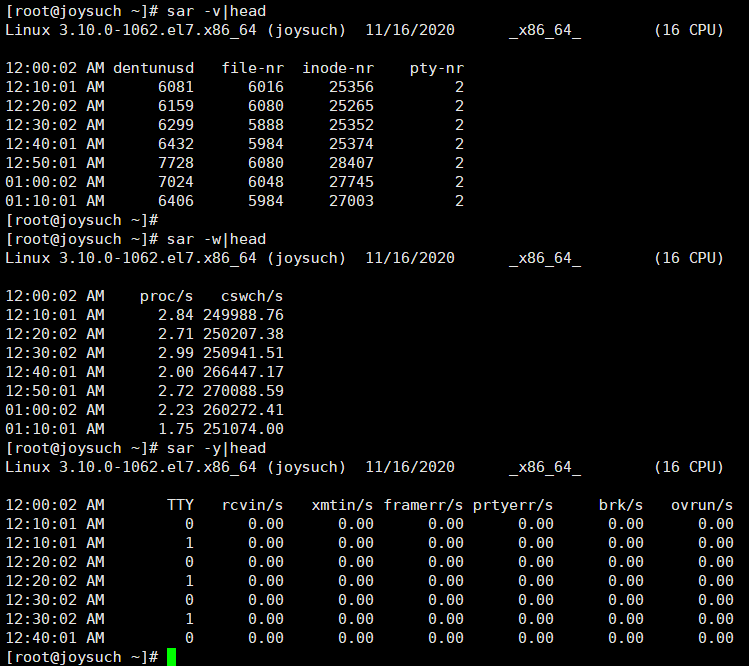 [root@joysuch ~]# sar -v|head
Linux 3.10.0-1062.el7.x86_64 (joysuch)  11/16/2020      _x86_64_        (16 CPU)

12:00:02 AM dentunusd   file-nr  inode-nr    pty-nr
12:10:01 AM      6081      6016     25356         2
12:20:02 AM      6159      6080     25265         2
12:30:02 AM      6299      5888     25352         2
12:40:01 AM      6432      5984     25374         2
12:50:01 AM      7728      6080     28407         2
01:00:02 AM      7024      6048     27745         2
01:10:01 AM      6406      5984     27003         2
[root@joysuch ~]#
[root@joysuch ~]# sar -w|head
Linux 3.10.0-1062.el7.x86_64 (joysuch)  11/16/2020      _x86_64_        (16 CPU)

12:00:02 AM    proc/s   cswch/s
12:10:01 AM      2.84 249988.76
12:20:02 AM      2.71 250207.38
12:30:02 AM      2.99 250941.51
12:40:01 AM      2.00 266447.17
12:50:01 AM      2.72 270088.59
01:00:02 AM      2.23 260272.41
01:10:01 AM      1.75 251074.00
[root@joysuch ~]# sar -y|head
Linux 3.10.0-1062.el7.x86_64 (joysuch)  11/16/2020      _x86_64_        (16 CPU)

12:00:02 AM       TTY   rcvin/s   xmtin/s framerr/s prtyerr/s     brk/s   ovrun/s
12:10:01 AM         0      0.00      0.00      0.00      0.00      0.00      0.00
12:10:01 AM         1      0.00      0.00      0.00      0.00      0.00      0.00
12:20:02 AM         0      0.00      0.00      0.00      0.00      0.00      0.00
12:20:02 AM         1      0.00      0.00      0.00      0.00      0.00      0.00
12:30:02 AM         0      0.00      0.00      0.00      0.00      0.00      0.00
12:30:02 AM         1      0.00      0.00      0.00      0.00      0.00      0.00
12:40:01 AM         0      0.00      0.00      0.00      0.00      0.00      0.00
[root@joysuch ~]#